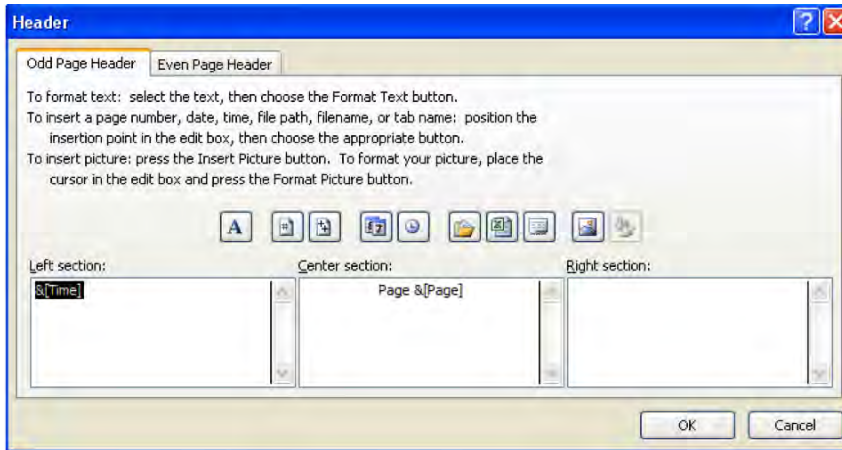 Header
Odd Page Header Even Page Header
To format text: select the text, then choose the Format Text button.
To insert a page number, date, time, file path, filename, or tab name: position the
insertion point in the edit box, then choose the appropriate button.
To insert picture: press the Insert Picture button. To format your picture, place the
cursor in the edit box and press the Format Picture button.
A
Left section: Center section: Right section:
&[Time] Page &[Page]
OK Cancel